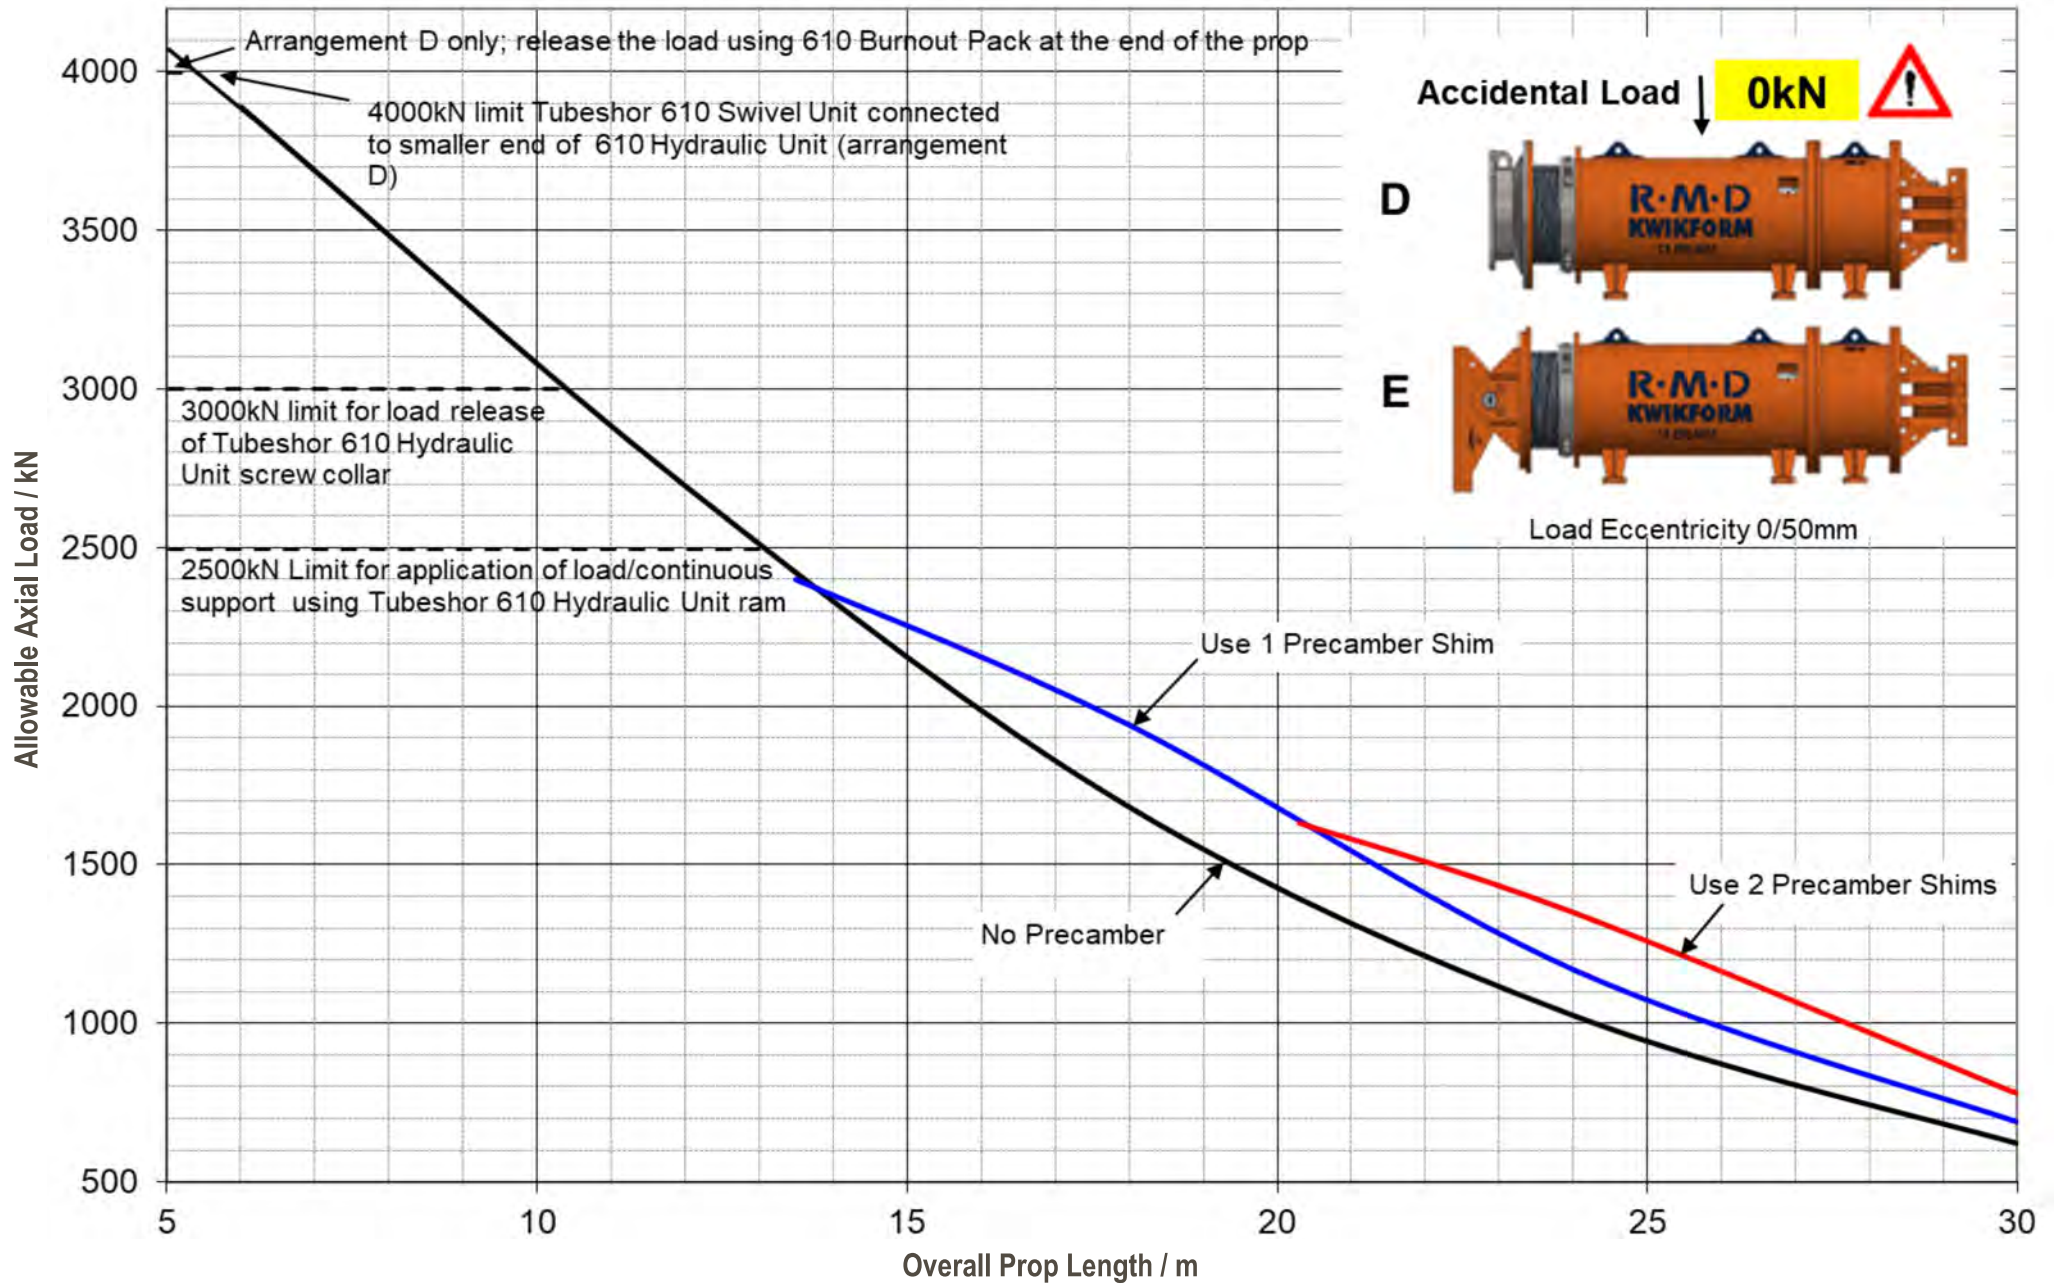 Arrangement D only; release the load using 610 Burnout Pack at the end of the prop
4000kN limit Tubeshor 610 Swivel Unit connected
to smaller end of 610 Hydraulic Unit (arrangement
D)
Accidental Load
0kN
!
D
R·M·D
KWIKFORM
E
R·M·D
KWIKFORM
Load Eccentricity 0/50mm
3000kN limit for load release
of Tubeshor 610 Hydraulic
Unit screw collar
2500kN Limit for application of load/continuous
support using Tubeshor 610 Hydraulic Unit ram
Use 1 Precamber Shim
Use 2 Precamber Shims
No Precamber
Allowable Axial Load / kN
4000
3500
3000
2500
2000
1500
1000
500
5
10
15
20
25
30
Overall Prop Length / m